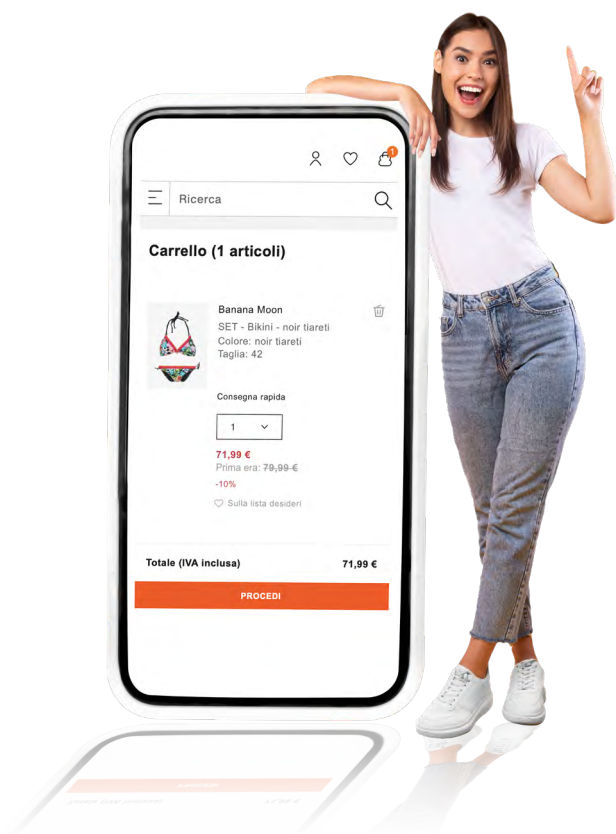 1
Ricerca
Carrello (1 articoli)
Banana Moon
SET - Bikini - noir tiareti
Colore: noir tiareti
Taglia: 42
Consegna rapida
1
71,99 €
Prima era: 79,99 €
-10%
Sulla lista desideri
Totale (IVA inclusa) 71,99 €
PROCEDI